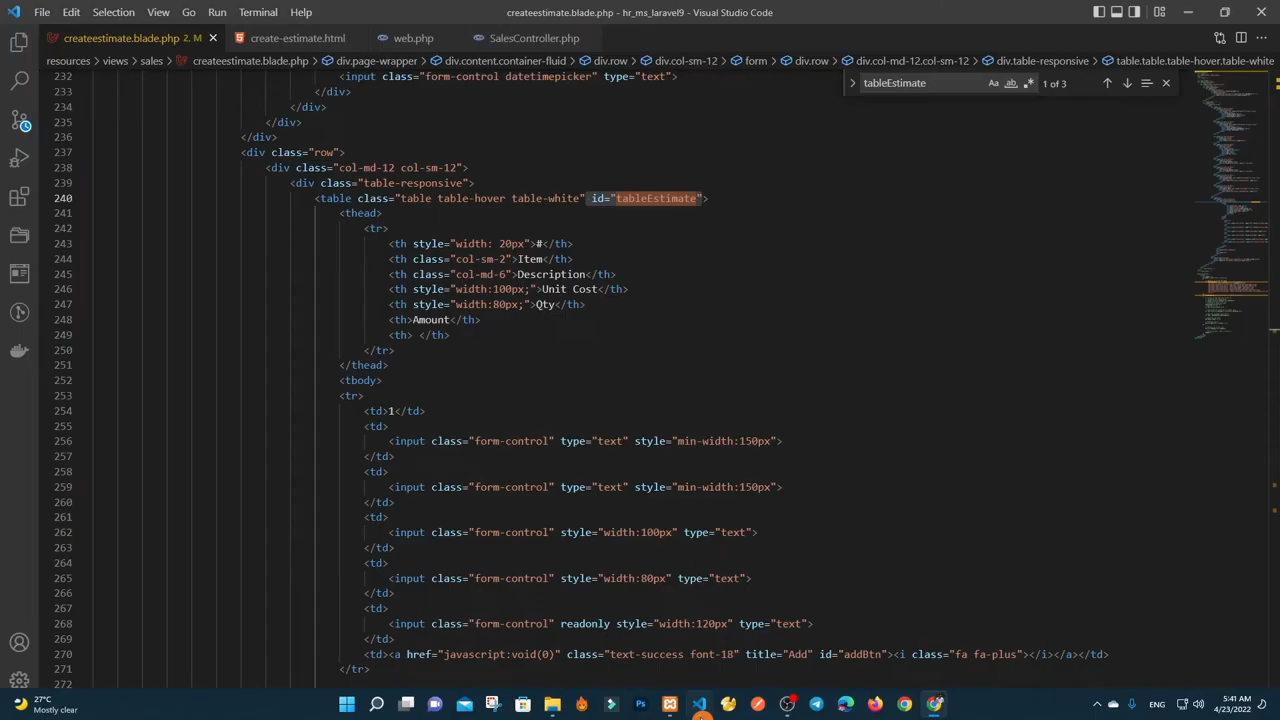 File Edit Selection View Go Run Terminal Help
createestimate.blade.php - hr_ms_laravel9 - Visual Studio Code
createestimate.blade.php 2, M
create-estimate.html
web.php
SalesController.php
resources > views > sales > createestimate.blade.php > div.page-wrapper > div.content.container-fluid > div.row > div.col-sm-12 > form > div.row > div.col-md-12.col-sm-12 > div.table-responsive > table.table.table-hover.table-white
tableEstimate
Aa ab .* 1 of 3
232 <input class="form-control datetimepicker" type="text">
233 </div>
234 </div>
235 </div>
236 </div>
237 <div class="row">
238 <div class="col-md-12 col-sm-12">
239 <div class="table-responsive">
240 <table class="table table-hover table-white" id="tableEstimate">
241 <thead>
242 <tr>
243 <th style="width: 20px">#</th>
244 <th class="col-sm-2">Item</th>
245 <th class="col-md-6">Description</th>
246 <th style="width:100px;">Unit Cost</th>
247 <th style="width:80px;">Qty</th>
248 <th>Amount</th>
249 <th> </th>
250 </tr>
251 </thead>
252 <tbody>
253 <tr>
254 <td>1</td>
255 <td>
256 <input class="form-control" type="text" style="min-width:150px">
257 </td>
258 <td>
259 <input class="form-control" type="text" style="min-width:150px">
260 </td>
261 <td>
262 <input class="form-control" style="width:100px" type="text">
263 </td>
264 <td>
265 <input class="form-control" style="width:80px" type="text">
266 </td>
267 <td>
268 <input class="form-control" readonly style="width:120px" type="text">
269 </td>
270 <td><a href="javascript:void(0)" class="text-success font-18" title="Add" id="addBtn"><i class="fa fa-plus"></i></a></td>
271 </tr>
272
27°C
Mostly clear
Ps
ENG
5:41 AM
4/23/2022